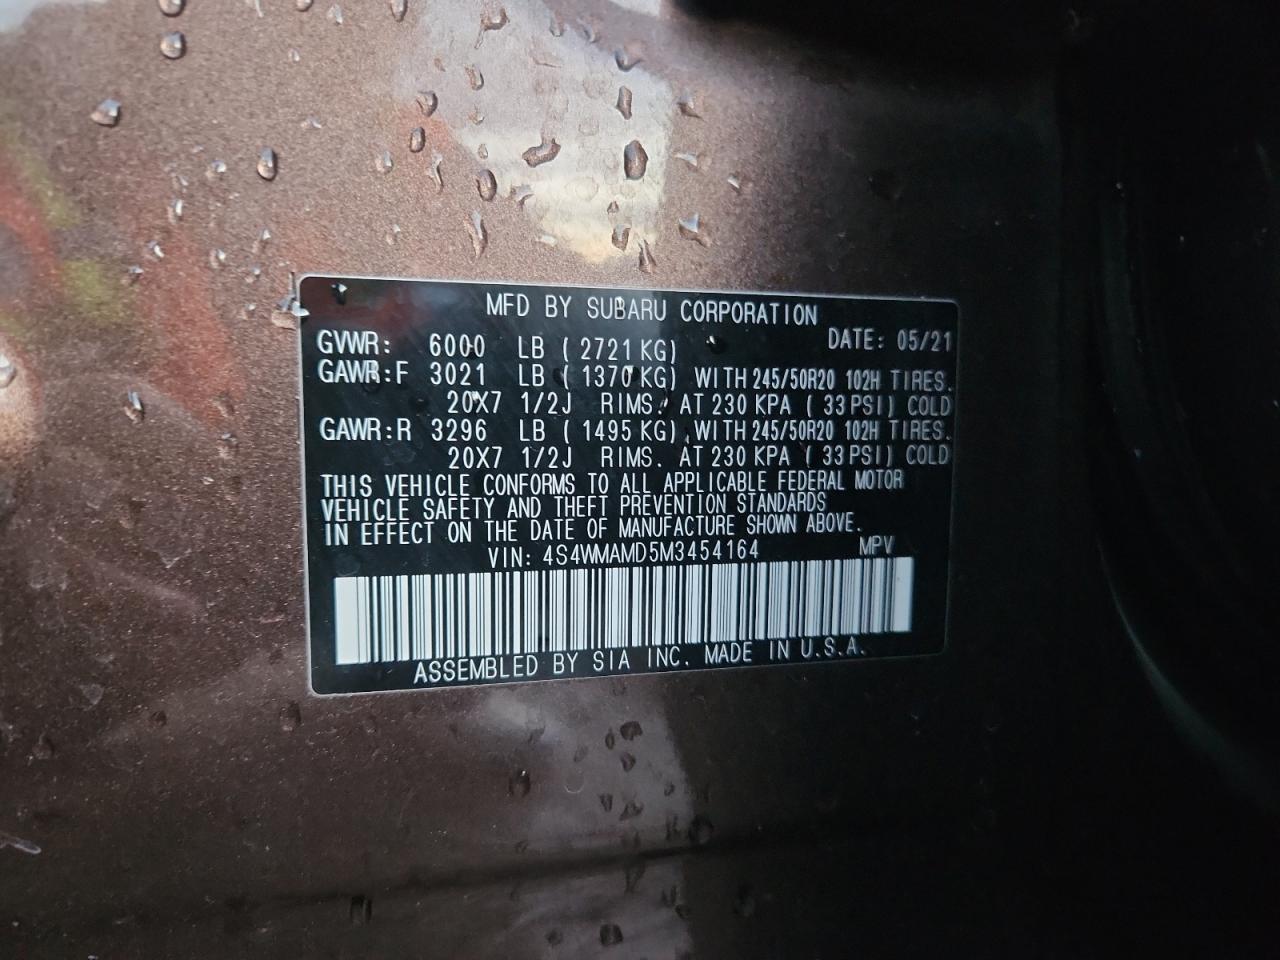 MFD BY SUBARU CORPORATION
GVWR: 6000 LB ( 2721 KG) DATE: 05/21
GAWR:F 3021 LB ( 1370 KG) WITH 245/50R20 102H TIRES.
20X7 1/2J RIMS. AT 230 KPA ( 33 PSI) COLD
GAWR:R 3296 LB ( 1495 KG) WITH 245/50R20 102H TIRES.
20X7 1/2J RIMS. AT 230 KPA ( 33 PSI) COLD
THIS VEHICLE CONFORMS TO ALL APPLICABLE FEDERAL MOTOR
VEHICLE SAFETY AND THEFT PREVENTION STANDARDS
IN EFFECT ON THE DATE OF MANUFACTURE SHOWN ABOVE.
VIN: 4S4WMAMD5M3454164 MPV
ASSEMBLED BY SIA INC. MADE IN U.S.A.